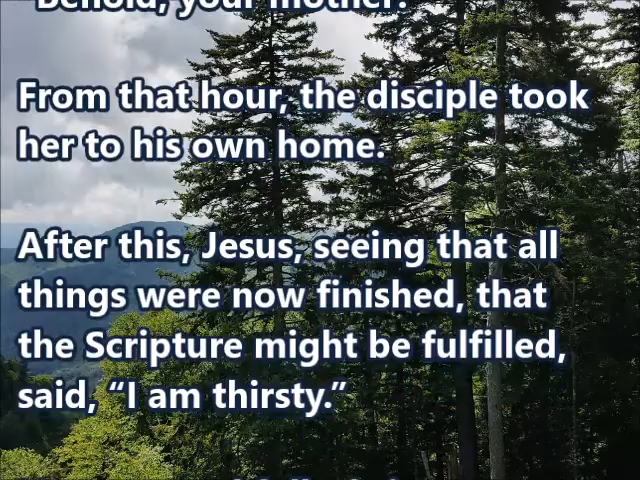 "Behold, your mother!"
From that hour, the disciple took
her to his own home.
After this, Jesus, seeing that all
things were now finished, that
the Scripture might be fulfilled,
said, “I am thirsty.”